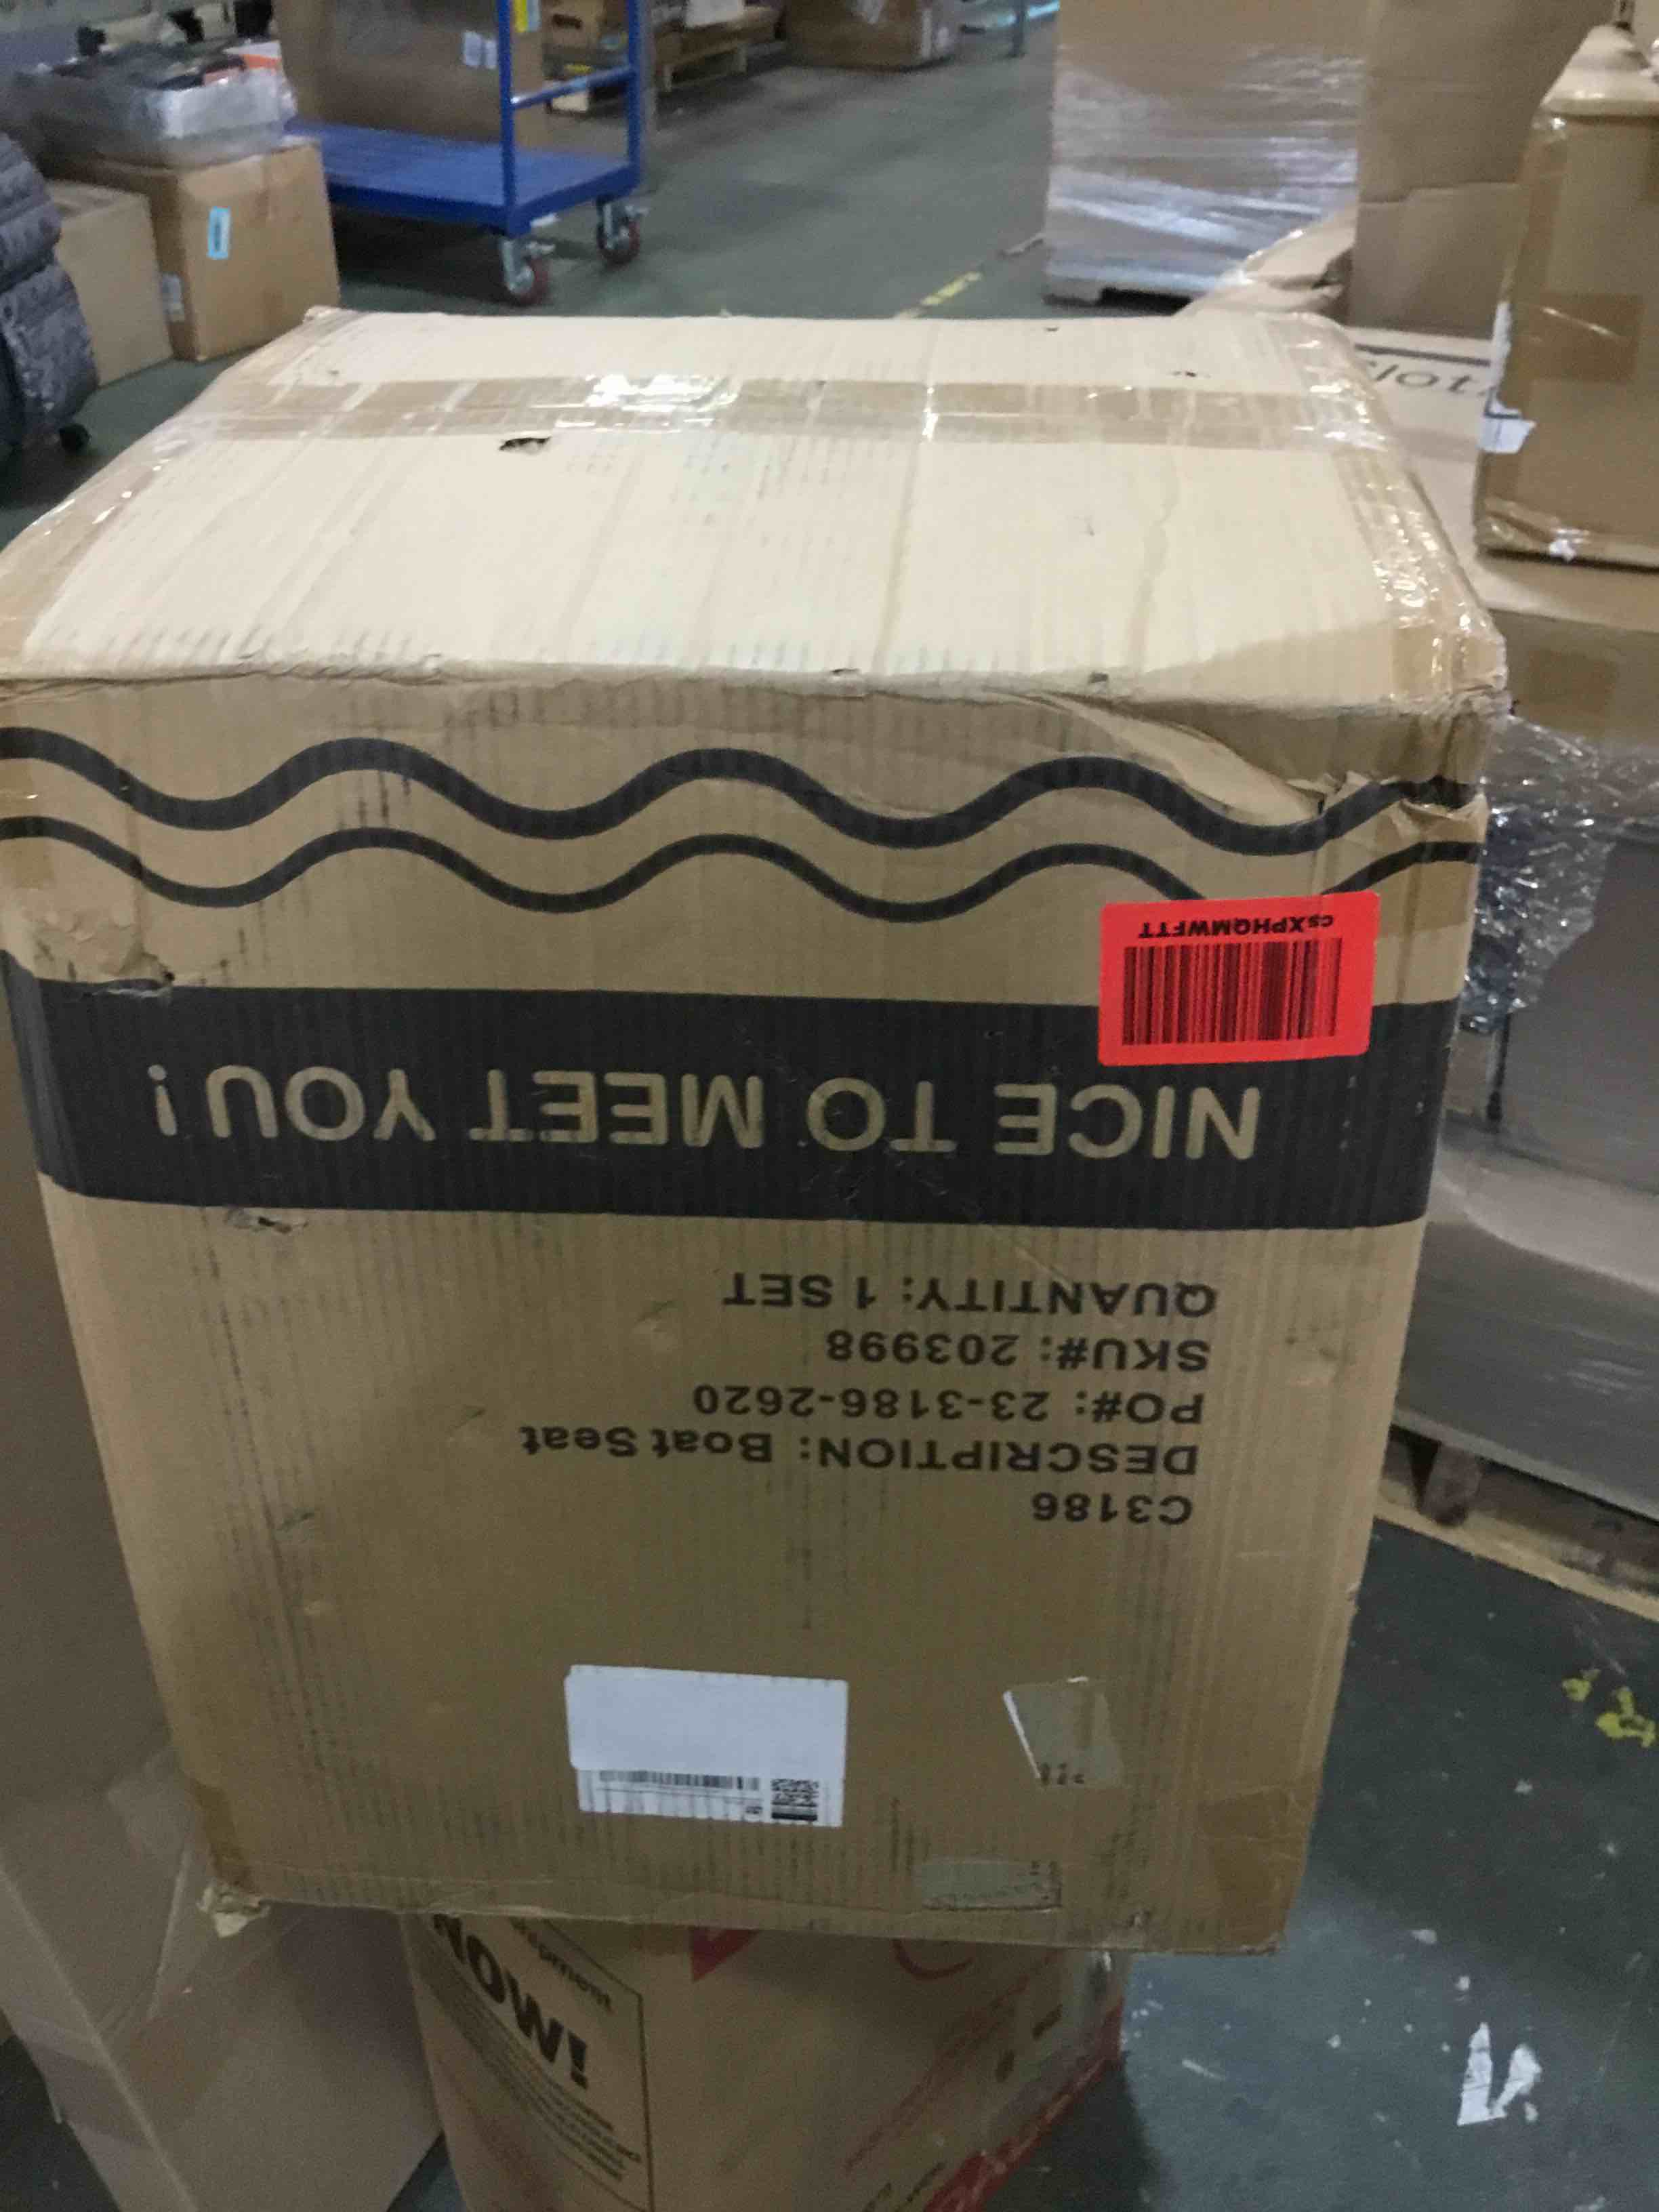 C3186
DESCRIPTION: Boat Seat
PO#: 23-3186-2620
SKU#: 203998
QUANTITY: 1 SET
NICE TO MEET YOU!
csXPHQMWFTT
NOW!